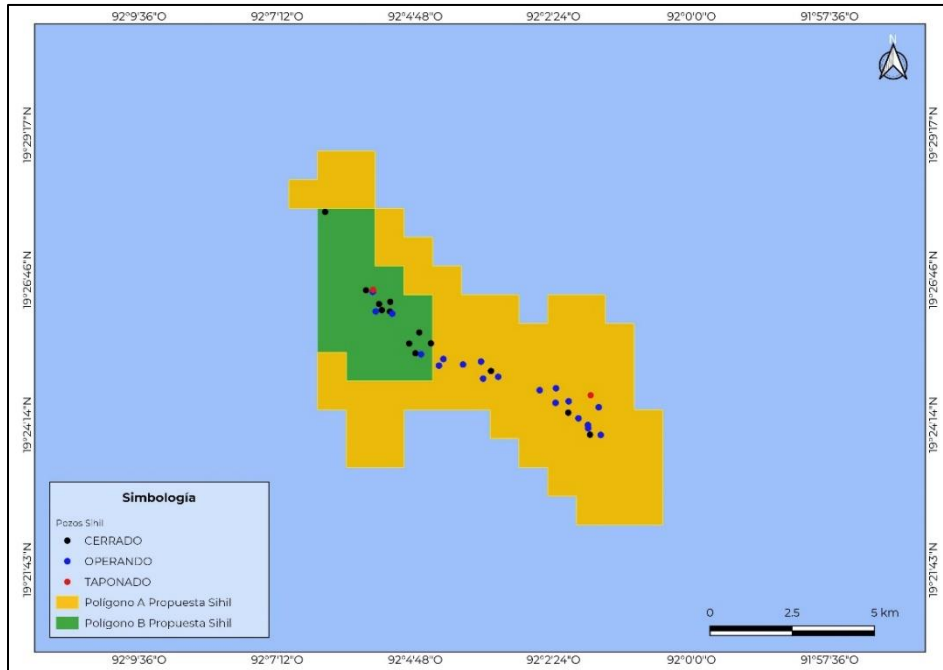 92°9'36"O 92°7'12"O 92°4'48"O 92°2'24"O 92°0'0"O 91°57'36"O
N
19°29'17"N 19°29'17"N
19°26'46"N 19°26'46"N
19°24'14"N 19°24'14"N
19°21'43"N 19°21'43"N
Simbología
Pozos Sihil
CERRADO
OPERANDO
TAPONADO
Polígono A Propuesta Sihil
Polígono B Propuesta Sihil
0 2.5 5 km
92°9'36"O 92°7'12"O 92°4'48"O 92°2'24"O 92°0'0"O 91°57'36"O